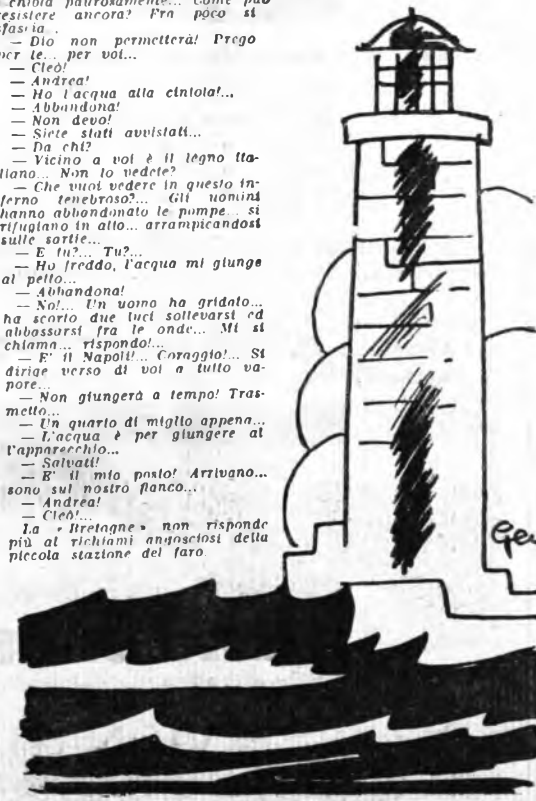 chiola paurosamente... Come può
resistere ancora? Fra poco si
sfascia...
— Dio non permetterà! Prego
per te... per voi...
— Cleò!
— Andrea!
— Ho l'acqua alla cintola!...
— Abbandona!
— Non devo!
— Siete stati avvistati...
— Da chi?
— Vicino a voi è il legno ita-
liano... Non lo vedete?
— Che vuoi vedere in questo in-
ferno tenebroso?... Gli uomini
hanno abbandonato le pompe... si
rifugiano in alto... arrampicandosi
sulle sartie...
— E tu?... Tu?...
— Ho freddo, l'acqua mi giunge
al petto...
— Abbandona!
— No!... Un uomo ha gridato...
ha scorto due luci sollevarsi ed
abbassarsi fra le onde... Mi si
chiama... rispondo!...
— E' il Napoli!... Coraggio!... Si
dirige verso di voi a tutto va-
pore...
— Non giungerà a tempo! Tras-
metto...
— Un quarto di miglio appena...
— L'acqua è per giungere al
l'apparecchio...
— Salvati!
— E' il mio posto! Arrivano...
sono sul nostro fianco...
— Andrea!
— Cleò!...
La « Bretagne » non risponde
più ai richiami angosciosi della
piccola stazione del faro.